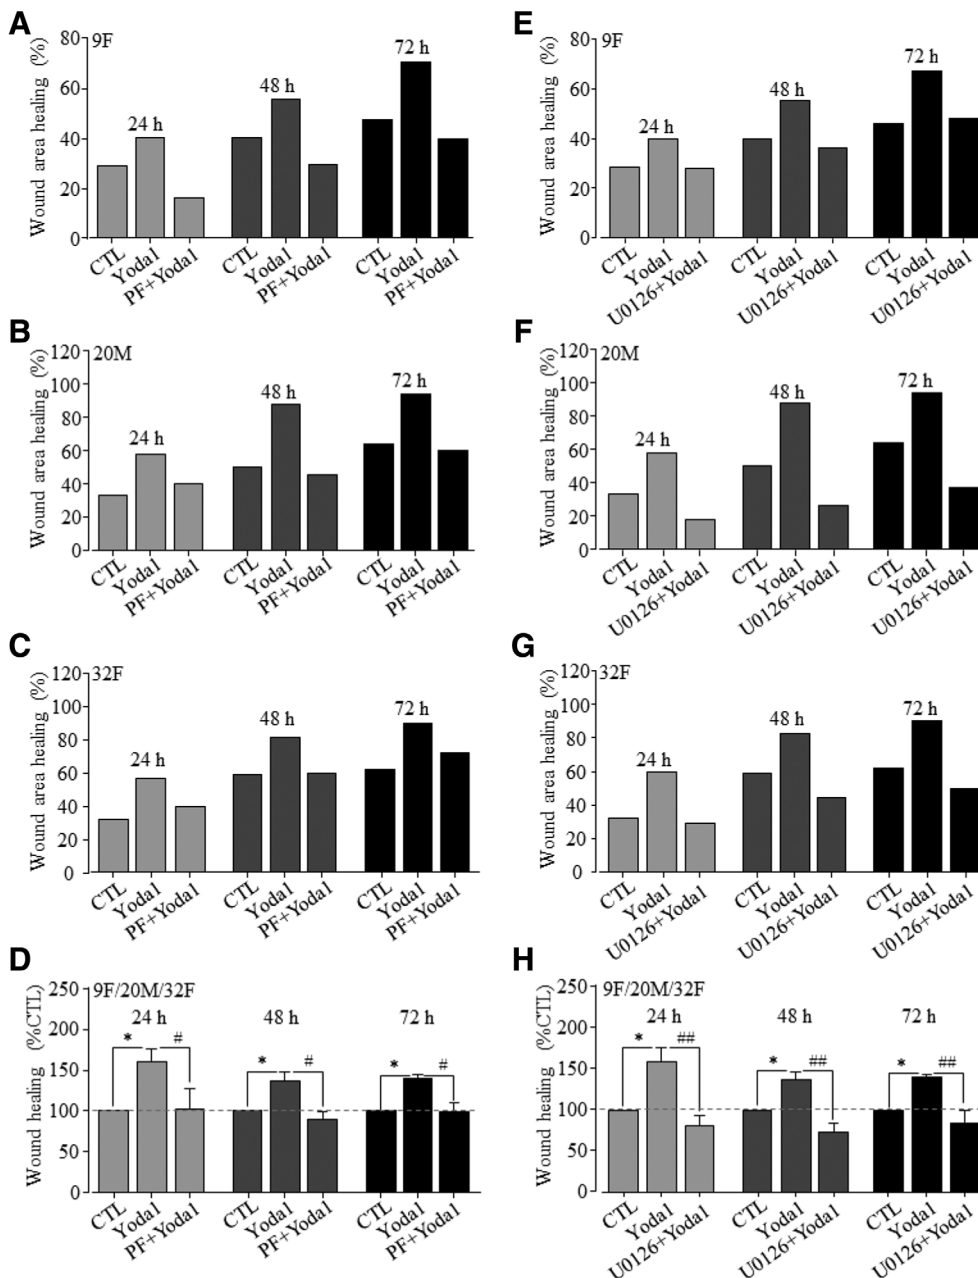 A
9F
Wound area healing (%)
80
60
40
20
0
24 h
48 h
72 h
CTL
Yoda1
PF+Yoda1
CTL
Yoda1
PF+Yoda1
CTL
Yoda1
PF+Yoda1
E
9F
Wound area healing (%)
80
60
40
20
0
24 h
48 h
72 h
CTL
Yoda1
U0126+Yoda1
CTL
Yoda1
U0126+Yoda1
CTL
Yoda1
U0126+Yoda1
B
20M
Wound area healing (%)
120
100
80
60
40
20
0
24 h
48 h
72 h
CTL
Yoda1
PF+Yoda1
CTL
Yoda1
PF+Yoda1
CTL
Yoda1
PF+Yoda1
F
20M
Wound area healing (%)
120
100
80
60
40
20
0
24 h
48 h
72 h
CTL
Yoda1
U0126+Yoda1
CTL
Yoda1
U0126+Yoda1
CTL
Yoda1
U0126+Yoda1
C
32F
Wound area healing (%)
120
100
80
60
40
20
0
24 h
48 h
72 h
CTL
Yoda1
PF+Yoda1
CTL
Yoda1
PF+Yoda1
CTL
Yoda1
PF+Yoda1
G
32F
Wound area healing (%)
120
100
80
60
40
20
0
24 h
48 h
72 h
CTL
Yoda1
U0126+Yoda1
CTL
Yoda1
U0126+Yoda1
CTL
Yoda1
U0126+Yoda1
D
9F/20M/32F
Wound healing (%CTL)
250
200
150
100
50
0
24 h
48 h
72 h
* #
* #
* #
CTL
Yoda1
PF+Yoda1
CTL
Yoda1
PF+Yoda1
CTL
Yoda1
PF+Yoda1
H
9F/20M/32F
Wound healing (%CTL)
250
200
150
100
50
0
24 h
48 h
72 h
* ##
* ##
* ##
CTL
Yoda1
U0126+Yoda1
CTL
Yoda1
U0126+Yoda1
CTL
Yoda1
U0126+Yoda1